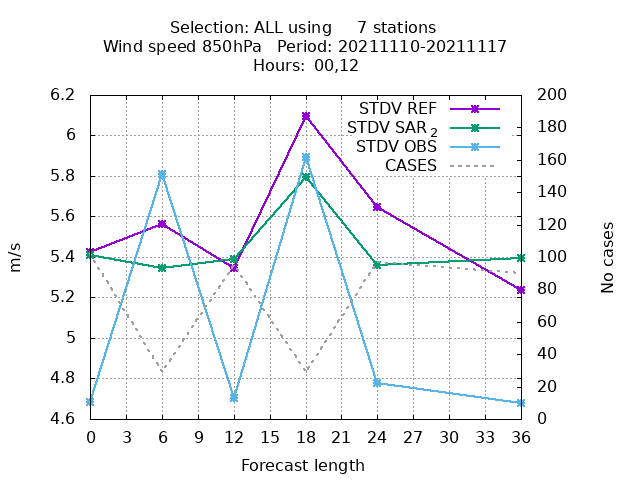 Selection: ALL using     7 stations
Wind speed 850hPa   Period: 20211110-20211117
Hours:  00,12
STDV REF
STDV SAR 2
STDV OBS
CASES
6.2
6
5.8
5.6
5.4
5.2
5
4.8
4.6
m/s
200
180
160
140
120
100
80
60
40
20
0
No cases
0 3 6 9 12 15 18 21 24 27 30 33 36
Forecast length